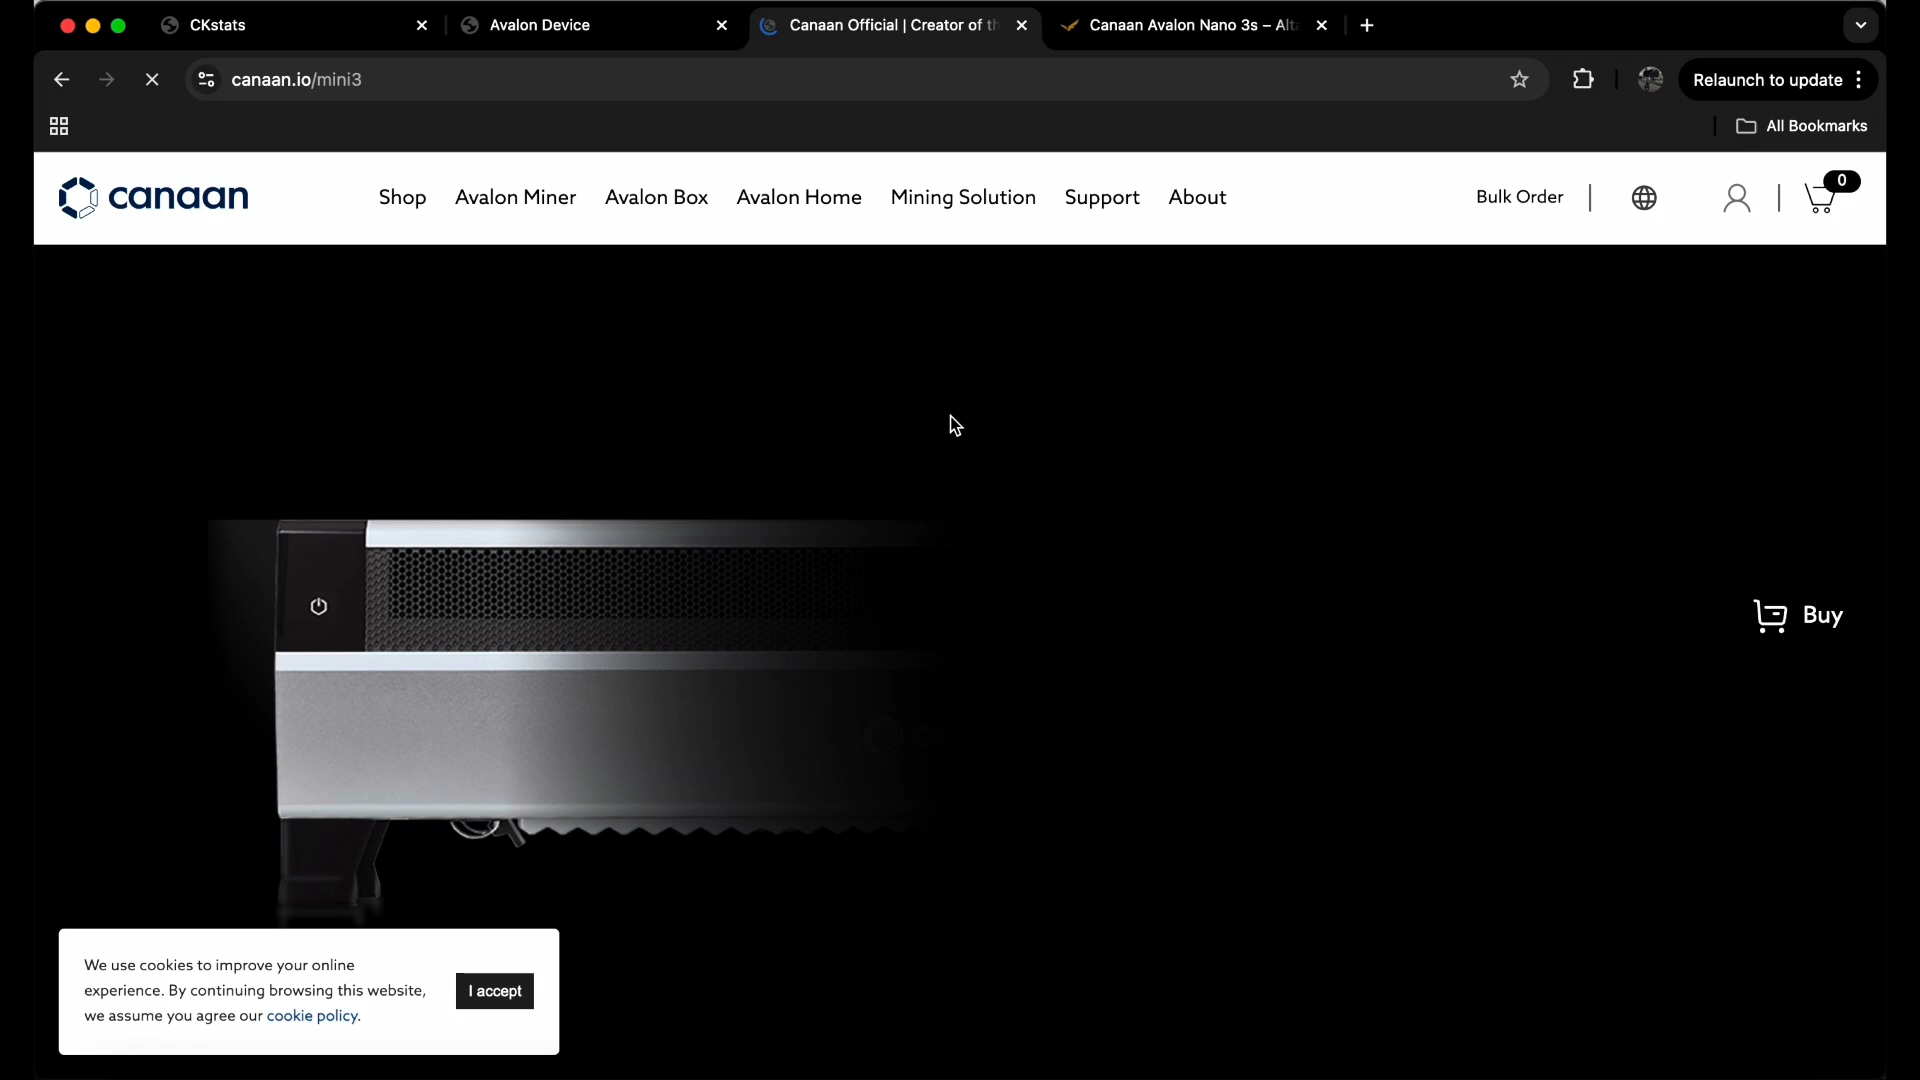 CKstats
Avalon Device
Canaan Official | Creator of th
Canaan Avalon Nano 3s – Alt
canaan.io/mini3
Relaunch to update
All Bookmarks
canaan
Shop
Avalon Miner
Avalon Box
Avalon Home
Mining Solution
Support
About
Bulk Order
0
Buy
We use cookies to improve your online
experience. By continuing browsing this website,
we assume you agree our cookie policy.
I accept